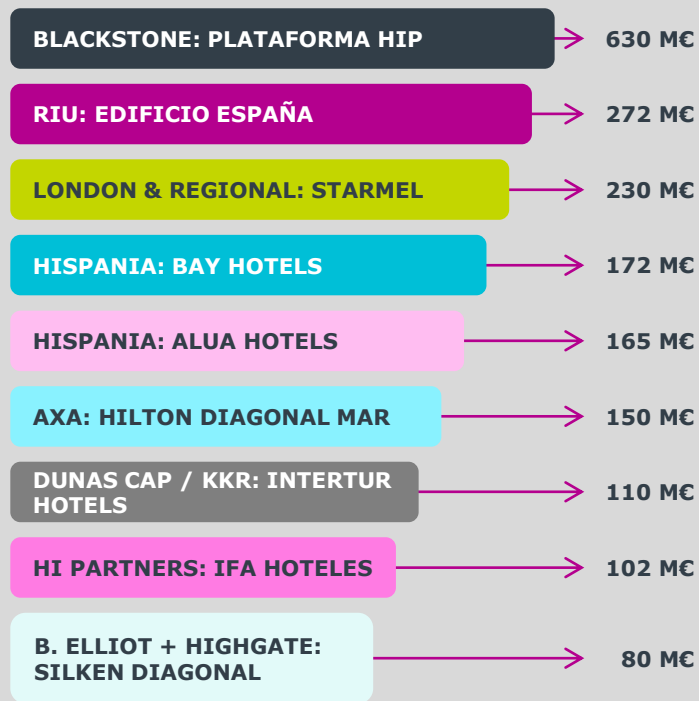 BLACKSTONE: PLATAFORMA HIP 630 M€
RIU: EDIFICIO ESPAÑA 272 M€
LONDON & REGIONAL: STARMEL 230 M€
HISPANIA: BAY HOTELS 172 M€
HISPANIA: ALUA HOTELS 165 M€
AXA: HILTON DIAGONAL MAR 150 M€
DUNAS CAP / KKR: INTERTUR
HOTELS 110 M€
HI PARTNERS: IFA HOTELES 102 M€
B. ELLIOT + HIGHGATE:
SILKEN DIAGONAL 80 M€